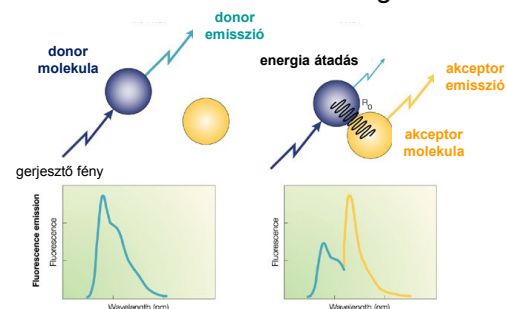 donor
emisszió
donor
molekula
gerjesztő fény
energia átadás
R₀
akceptor
emisszió
akceptor
molekula
Fluorescence emission
Fluorescence
Wavelength (nm)
Fluorescence
Wavelength (nm)